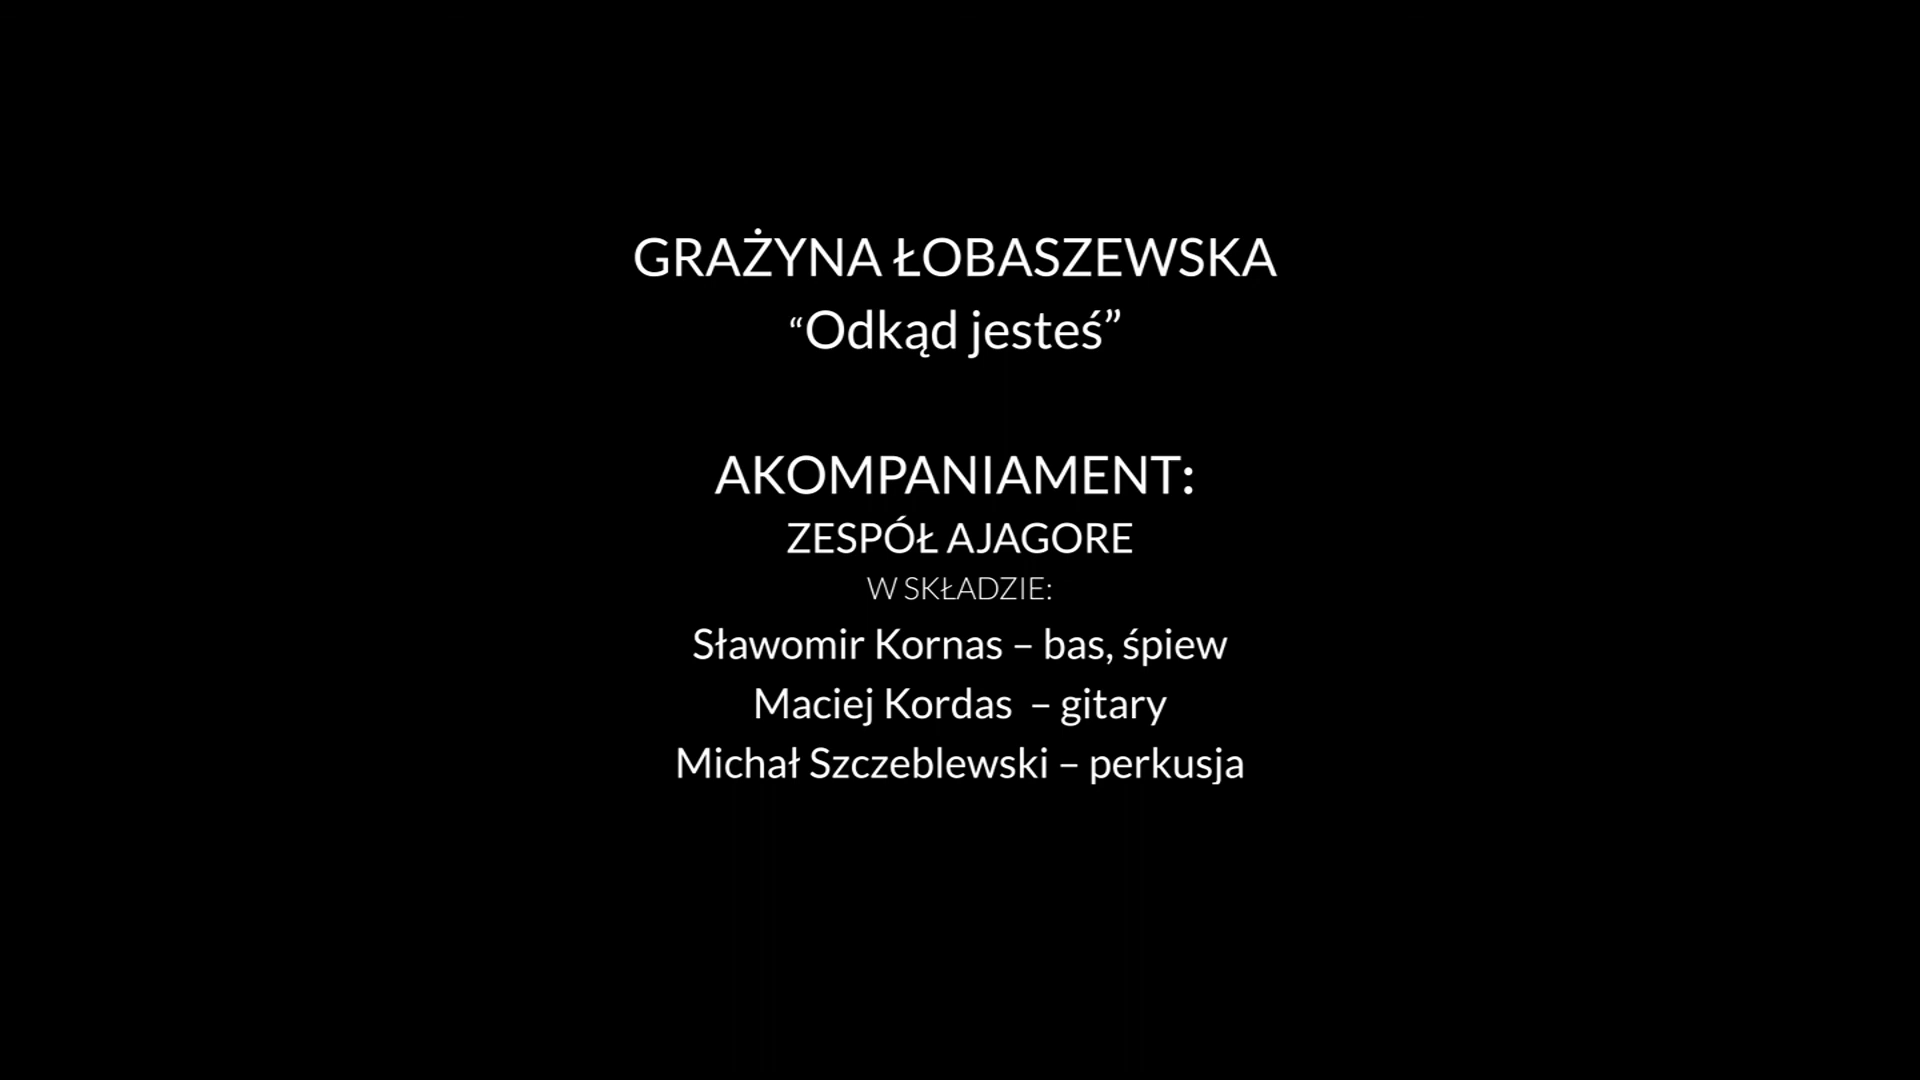 GRAŻYNA ŁOBASZEWSKA
“Odkąd jesteś”
AKOMPANIAMENT:
ZESPÓŁ AJAGORE
W SKŁADZIE:
Sławomir Kornas – bas, śpiew
Maciej Kordas – gitary
Michał Szczeblewski – perkusja